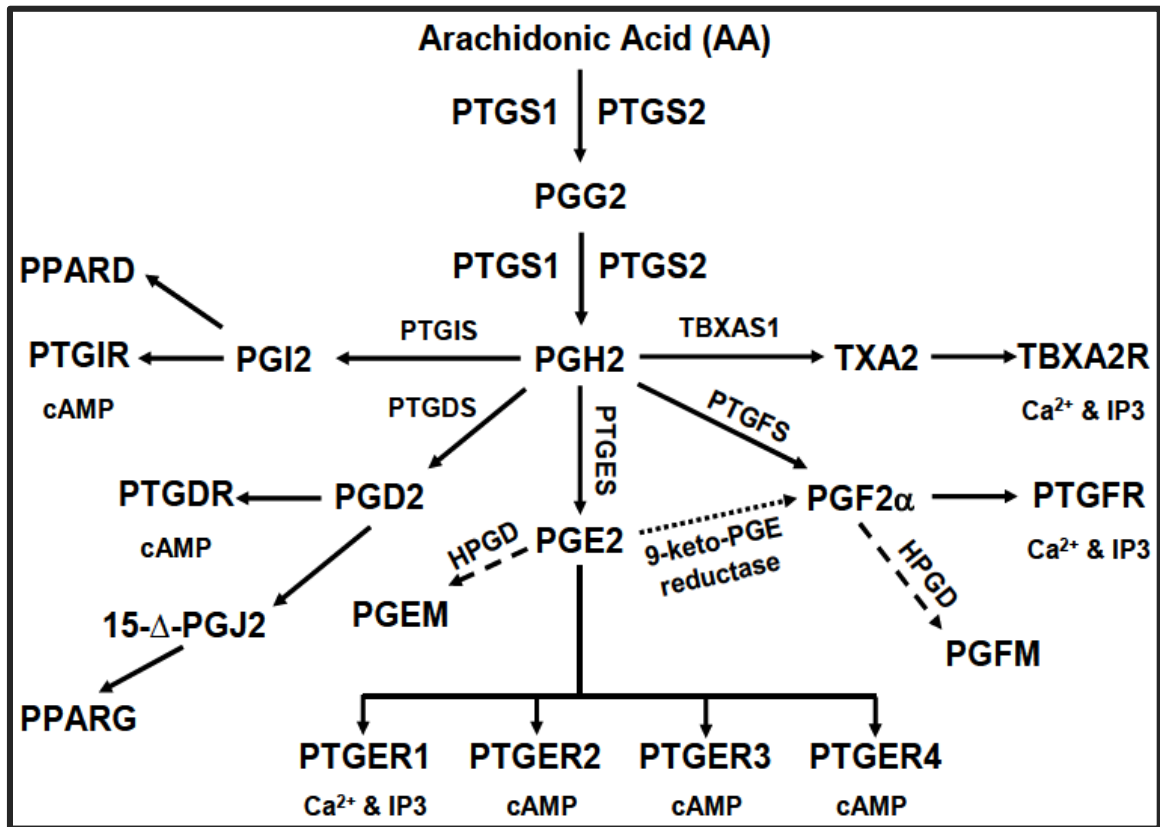 Arachidonic Acid (AA)
PTGS1 PTGS2
PGG2
PTGS1 PTGS2
PPARD
PTGIS
TBXAS1
PTGIR
PGI2
PGH2
TXA2
TBXA2R
cAMP
Ca²⁺ & IP3
PTGDS
PTGES
PTGFS
PTGDR
PGD2
PGF2α
PTGFR
cAMP
Ca²⁺ & IP3
HPGD
PGE2
9-keto-PGE
reductase
HPGD
PGEM
15-Δ-PGJ2
PGFM
PPARG
PTGER1 PTGER2 PTGER3 PTGER4
Ca²⁺ & IP3 cAMP cAMP cAMP